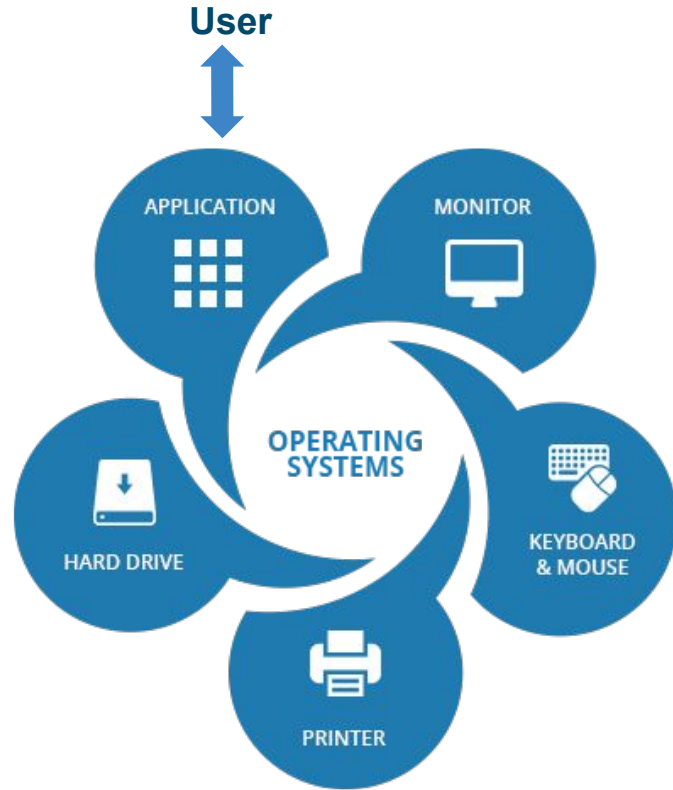 User
APPLICATION
MONITOR
OPERATING
SYSTEMS
HARD DRIVE
KEYBOARD
& MOUSE
PRINTER